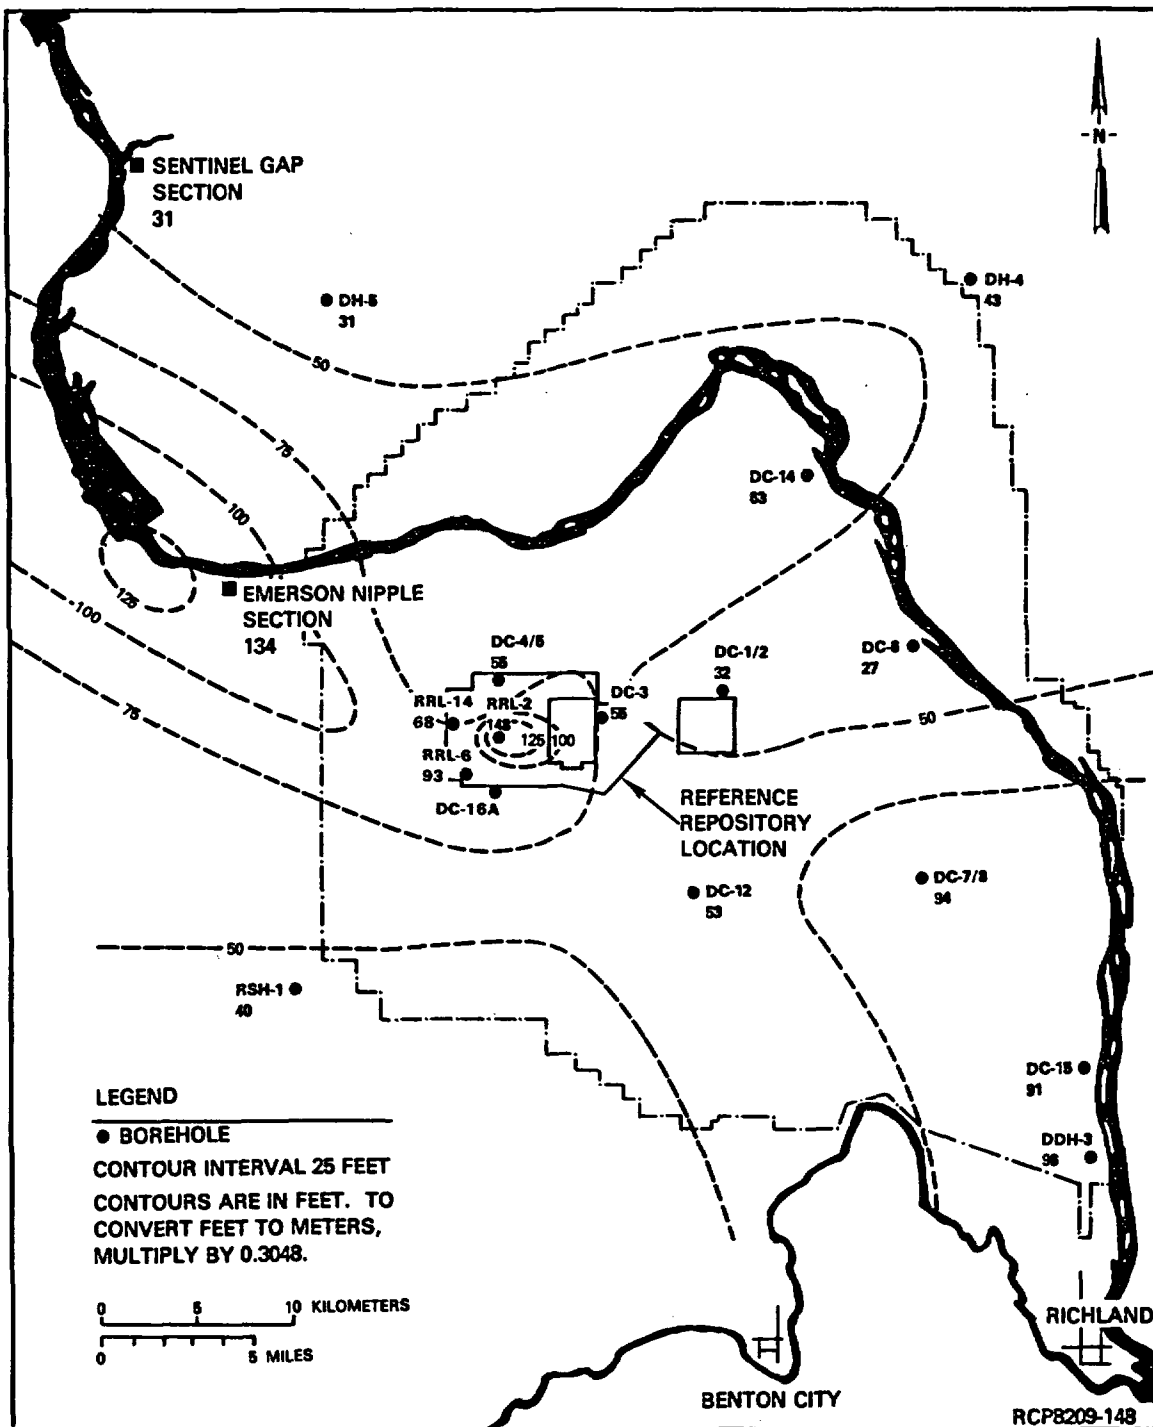 -N-
SENTINEL GAP
SECTION
31
DH-4
43
DH-5
31
50
75
100
DC-14
83
125
100
EMERSON NIPPLE
SECTION
134
75
DC-4/5
55
DC-1/2
32
DC-6
27
50
RRL-14
68
RRL-2
148
DC-3
56
125 100
RRL-6
93
DC-16A
REFERENCE
REPOSITORY
LOCATION
DC-7/8
94
DC-12
53
50
RSH-1
40
DC-15
91
DDH-3
96
LEGEND
BOREHOLE
CONTOUR INTERVAL 25 FEET
CONTOURS ARE IN FEET. TO
CONVERT FEET TO METERS,
MULTIPLY BY 0.3048.
0 5 10 KILOMETERS
0 5 MILES
RICHLAND
BENTON CITY
RCP8209-148